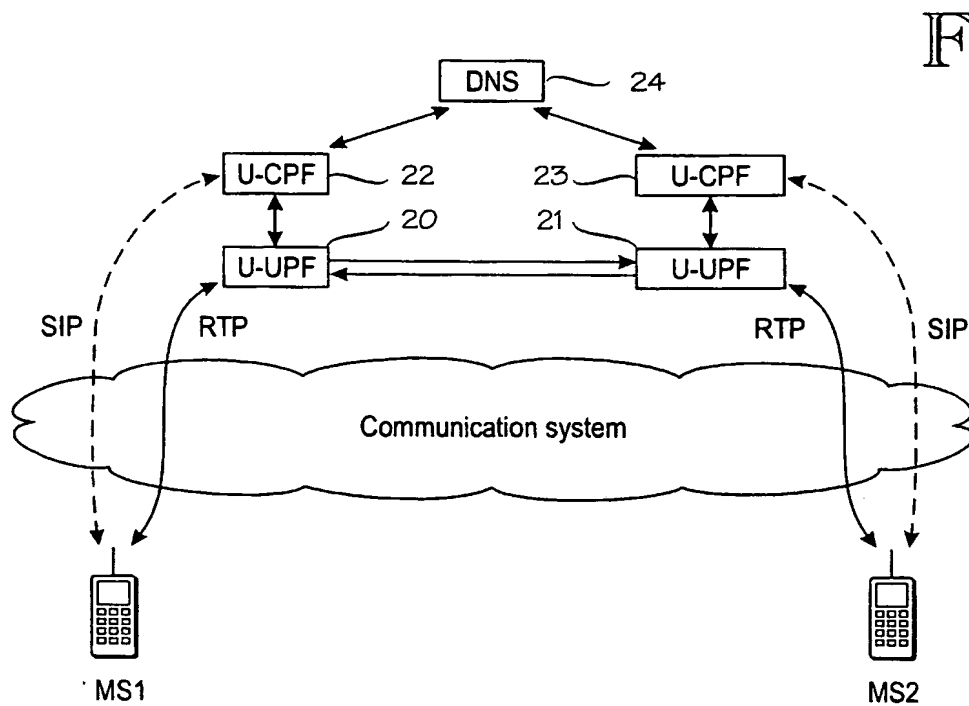 F
DNS 24
U-CPF 22 23 U-CPF
20 21
U-UPF U-UPF
SIP RTP RTP SIP
Communication system
MS1 MS2